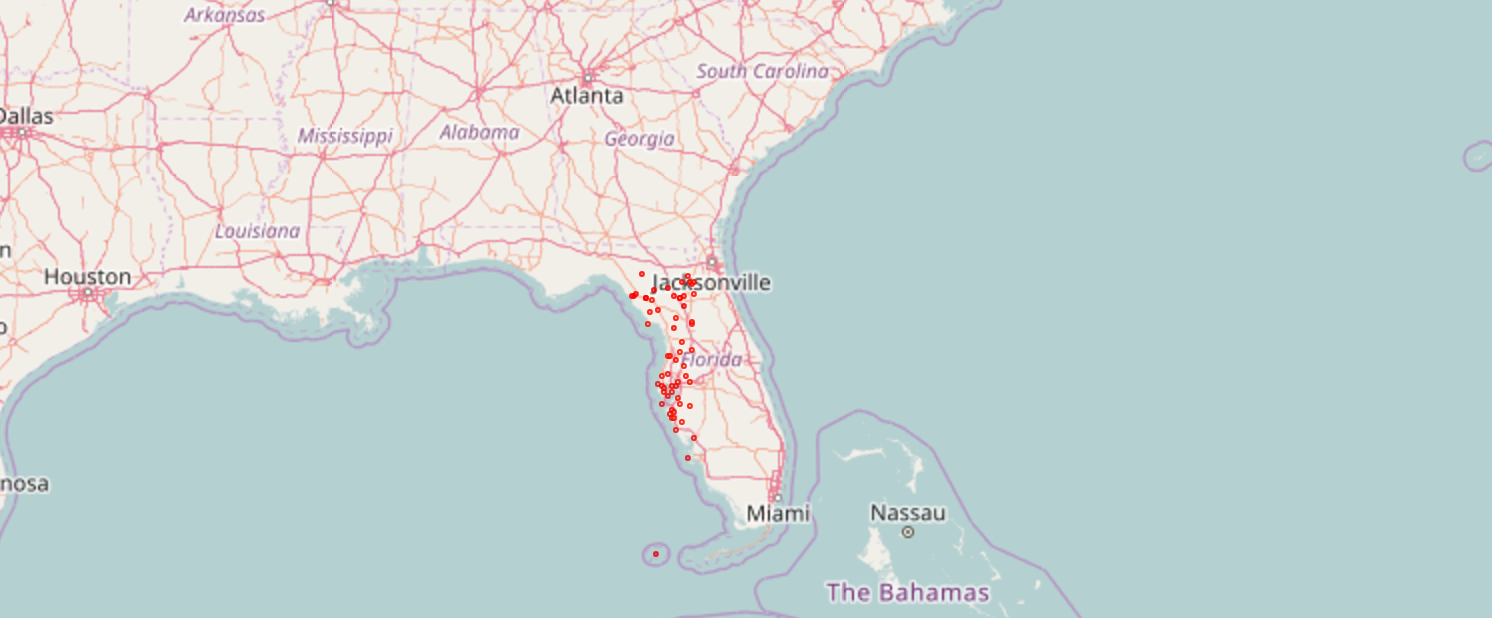 Arkansas
South Carolina
Atlanta
Dallas
Mississippi
Alabama
Georgia
Louisiana
n
Houston
Jacksonville
o
Florida
nosa
Miami
Nassau
The Bahamas